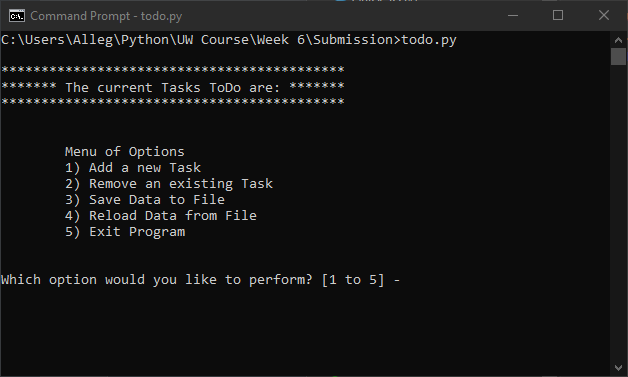 Command Prompt - todo.py
C:\Users\Alleg\Python\UW Course\Week 6\Submission>todo.py
*******************************************
******* The current Tasks ToDo are: *******
*******************************************
Menu of Options
1) Add a new Task
2) Remove an existing Task
3) Save Data to File
4) Reload Data from File
5) Exit Program
Which option would you like to perform? [1 to 5] -